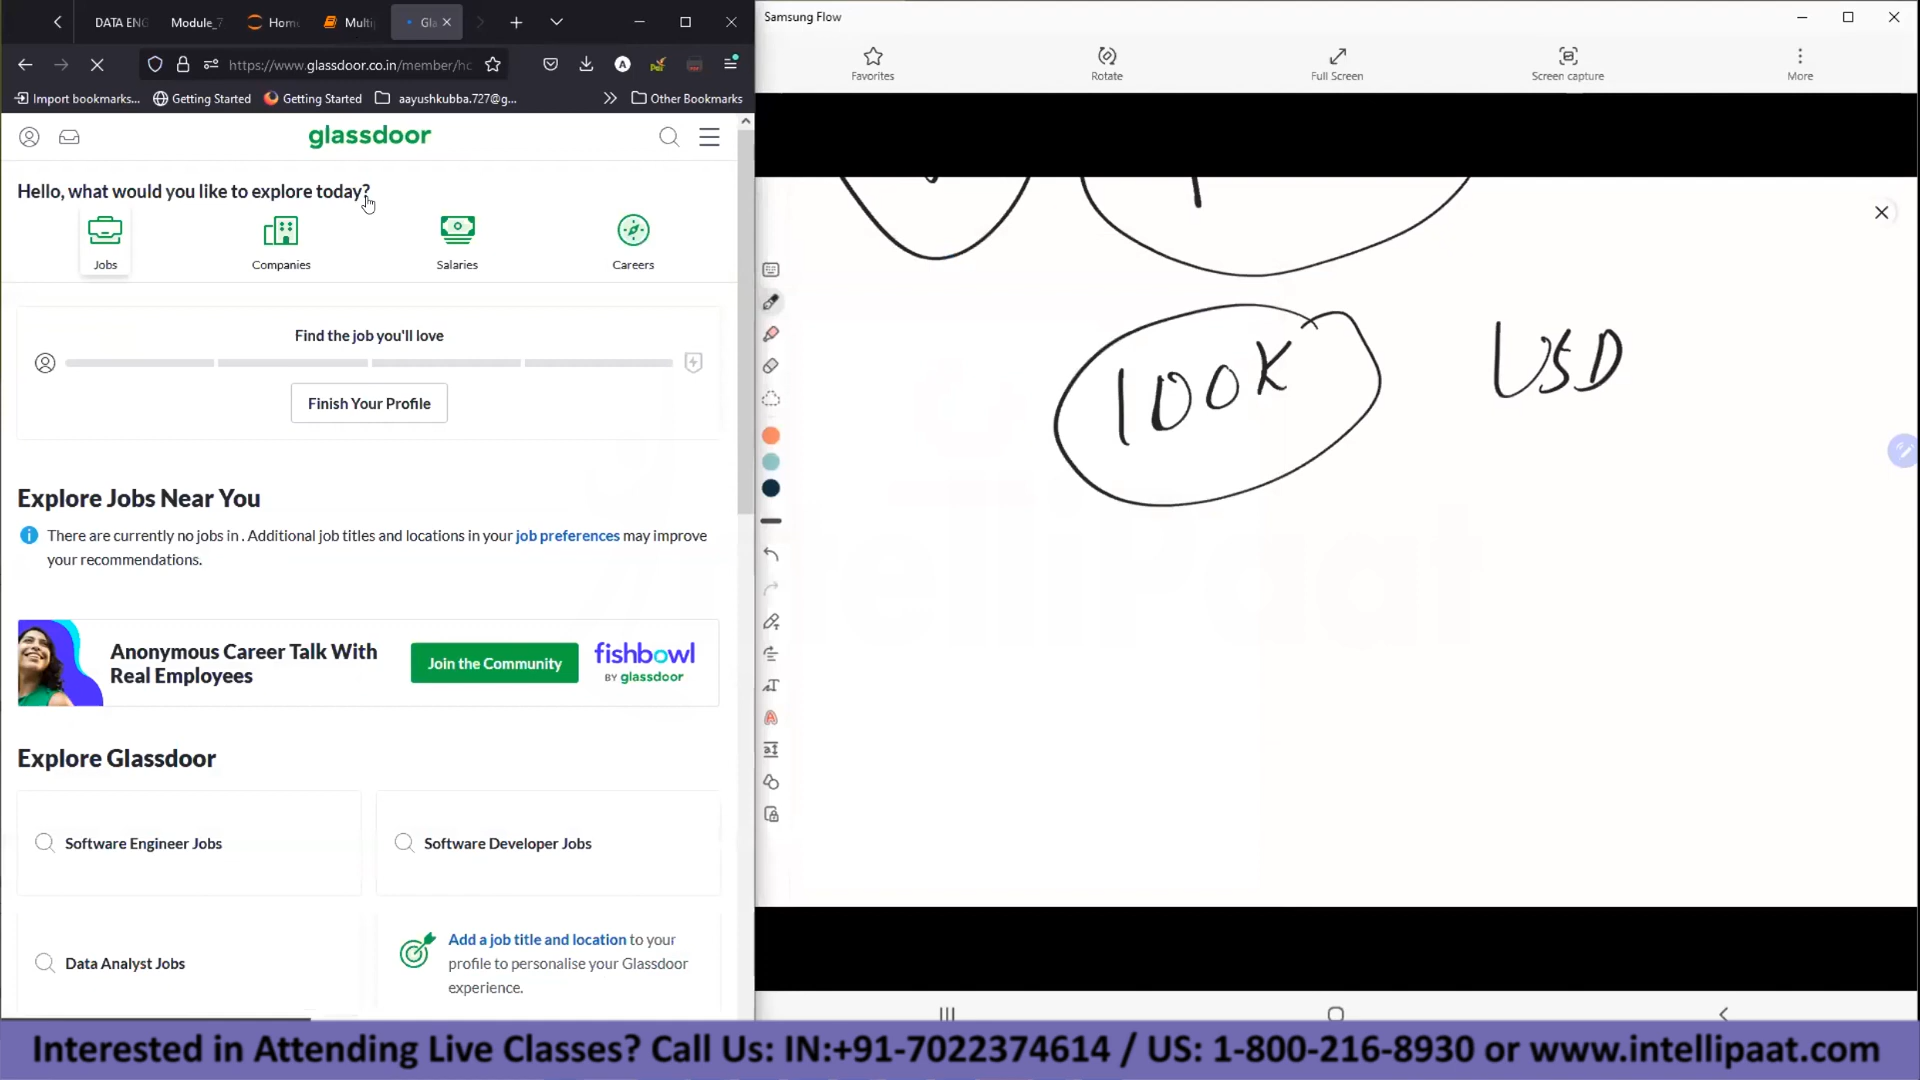 DATA ENG
Module_7
Home
Multip
Gla
https://www.glassdoor.co.in/member/hc
Import bookmarks...
Getting Started
Getting Started
aayushkubba.727@g...
Other Bookmarks
glassdoor
Hello, what would you like to explore today?
Jobs
Companies
Salaries
Careers
Find the job you'll love
Finish Your Profile
Explore Jobs Near You
There are currently no jobs in . Additional job titles and locations in your job preferences may improve
your recommendations.
Anonymous Career Talk With
Real Employees
Join the Community
fishbowl
BY glassdoor
Explore Glassdoor
Software Engineer Jobs
Software Developer Jobs
Data Analyst Jobs
Add a job title and location to your
profile to personalise your Glassdoor
experience.
Samsung Flow
Favorites
Rotate
Full Screen
Screen capture
More
100K
USD
Interested in Attending Live Classes? Call Us: IN:+91-7022374614 / US: 1-800-216-8930 or www.intellipaat.com